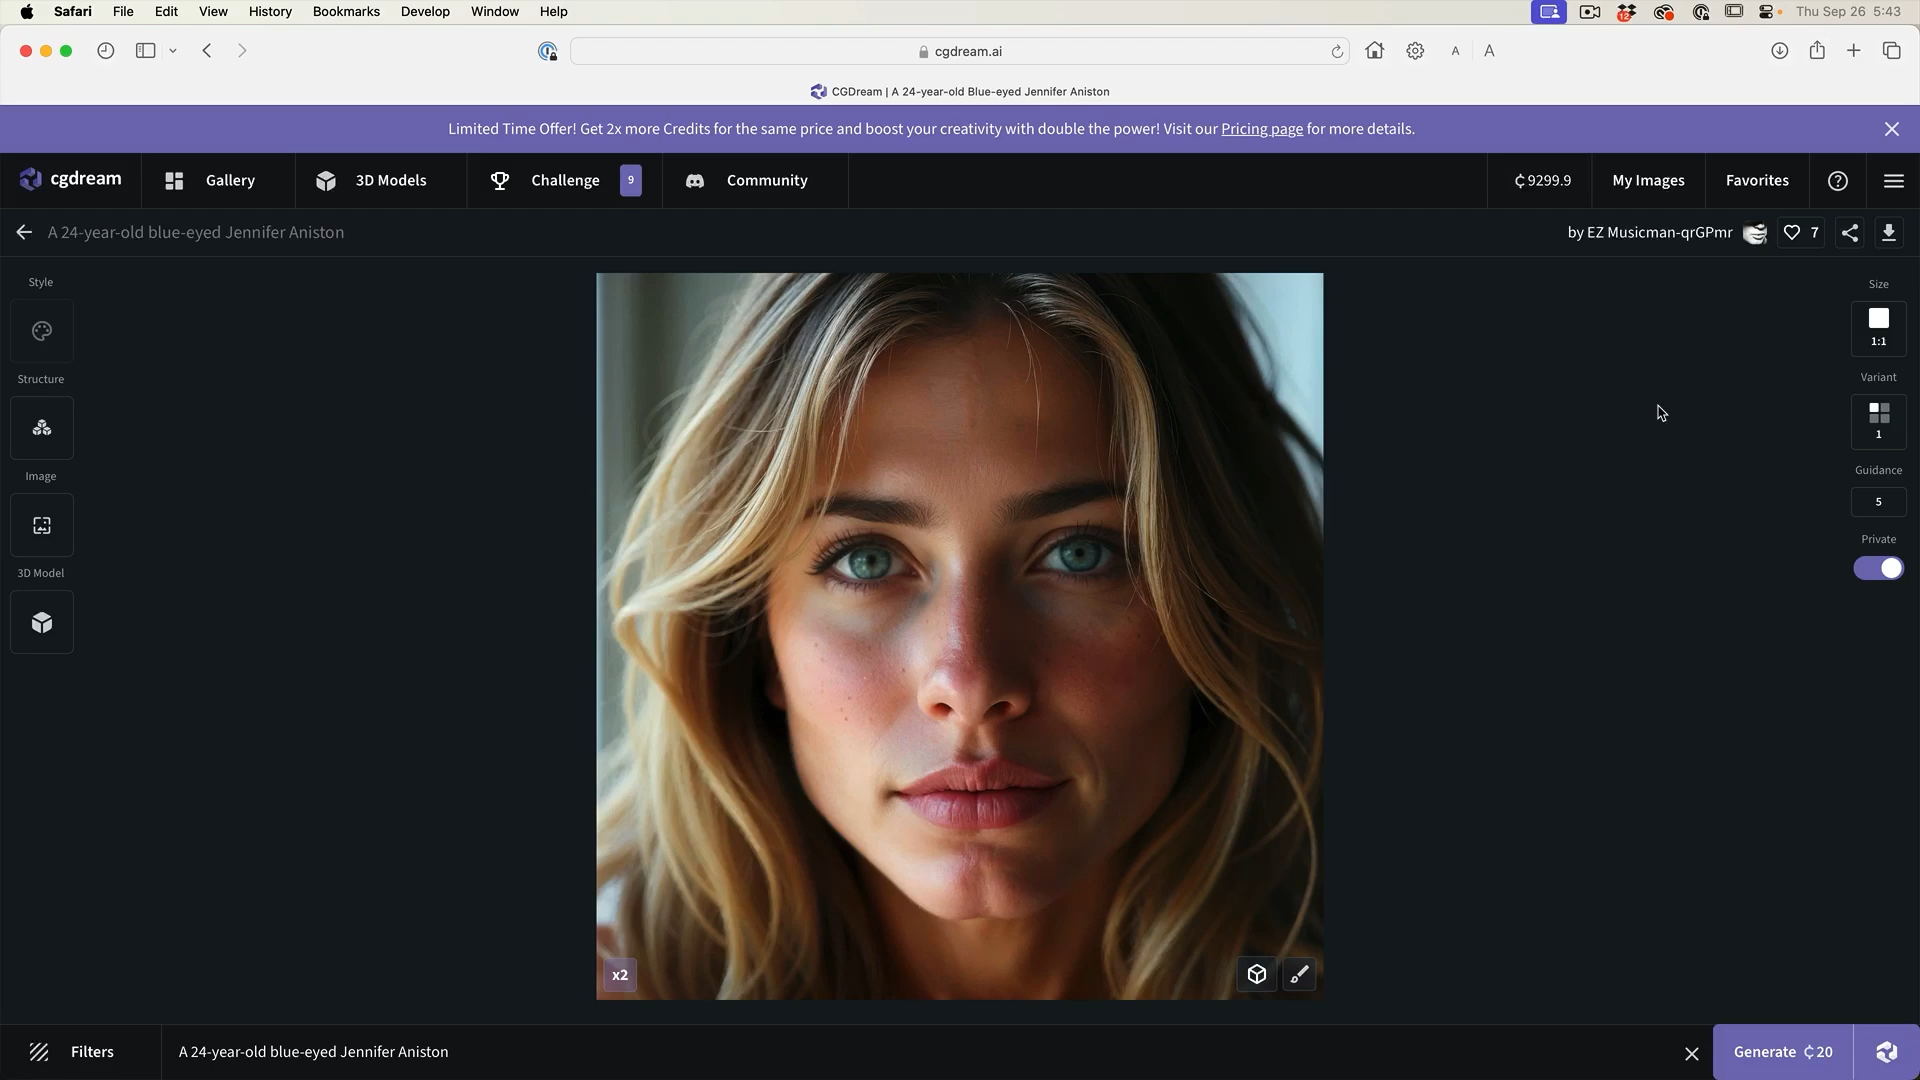 Safari File Edit View History Bookmarks Develop Window Help
12
Thu Sep 26 5:43
cgdream.ai
A A
CGDream | A 24-year-old Blue-eyed Jennifer Aniston
Limited Time Offer! Get 2x more Credits for the same price and boost your creativity with double the power! Visit our Pricing page for more details.
cgdream
Gallery
3D Models
Challenge 9
Community
₵ 9299.9
My Images
Favorites
A 24-year-old blue-eyed Jennifer Aniston
by EZ Musicman-qrGPmr
7
Style
Structure
Image
3D Model
Size
1:1
Variant
1
Guidance
5
Private
x2
Filters
A 24-year-old blue-eyed Jennifer Aniston
Generate ₵ 20